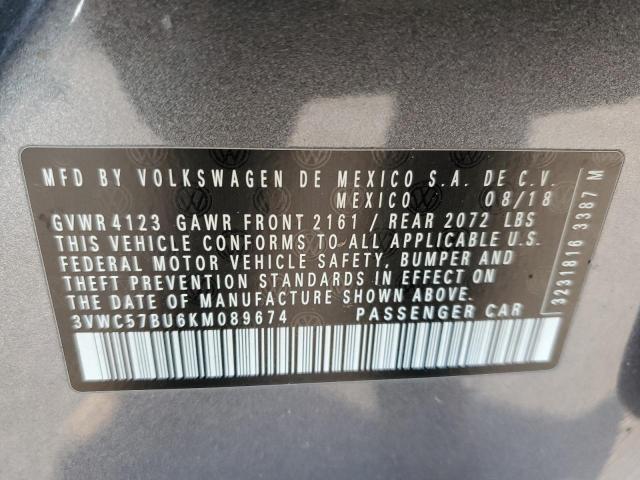 MFD BY VOLKSWAGEN DE MEXICO S.A. DE C.V.
MEXICO 08/18
GVWR 4123 GAWR FRONT 2161 / REAR 2072 LBS
THIS VEHICLE CONFORMS TO ALL APPLICABLE U.S.
FEDERAL MOTOR VEHICLE SAFETY, BUMPER AND
THEFT PREVENTION STANDARDS IN EFFECT ON
THE DATE OF MANUFACTURE SHOWN ABOVE.
3VWC57BU6KM089674 PASSENGER CAR
3231816 3387 M